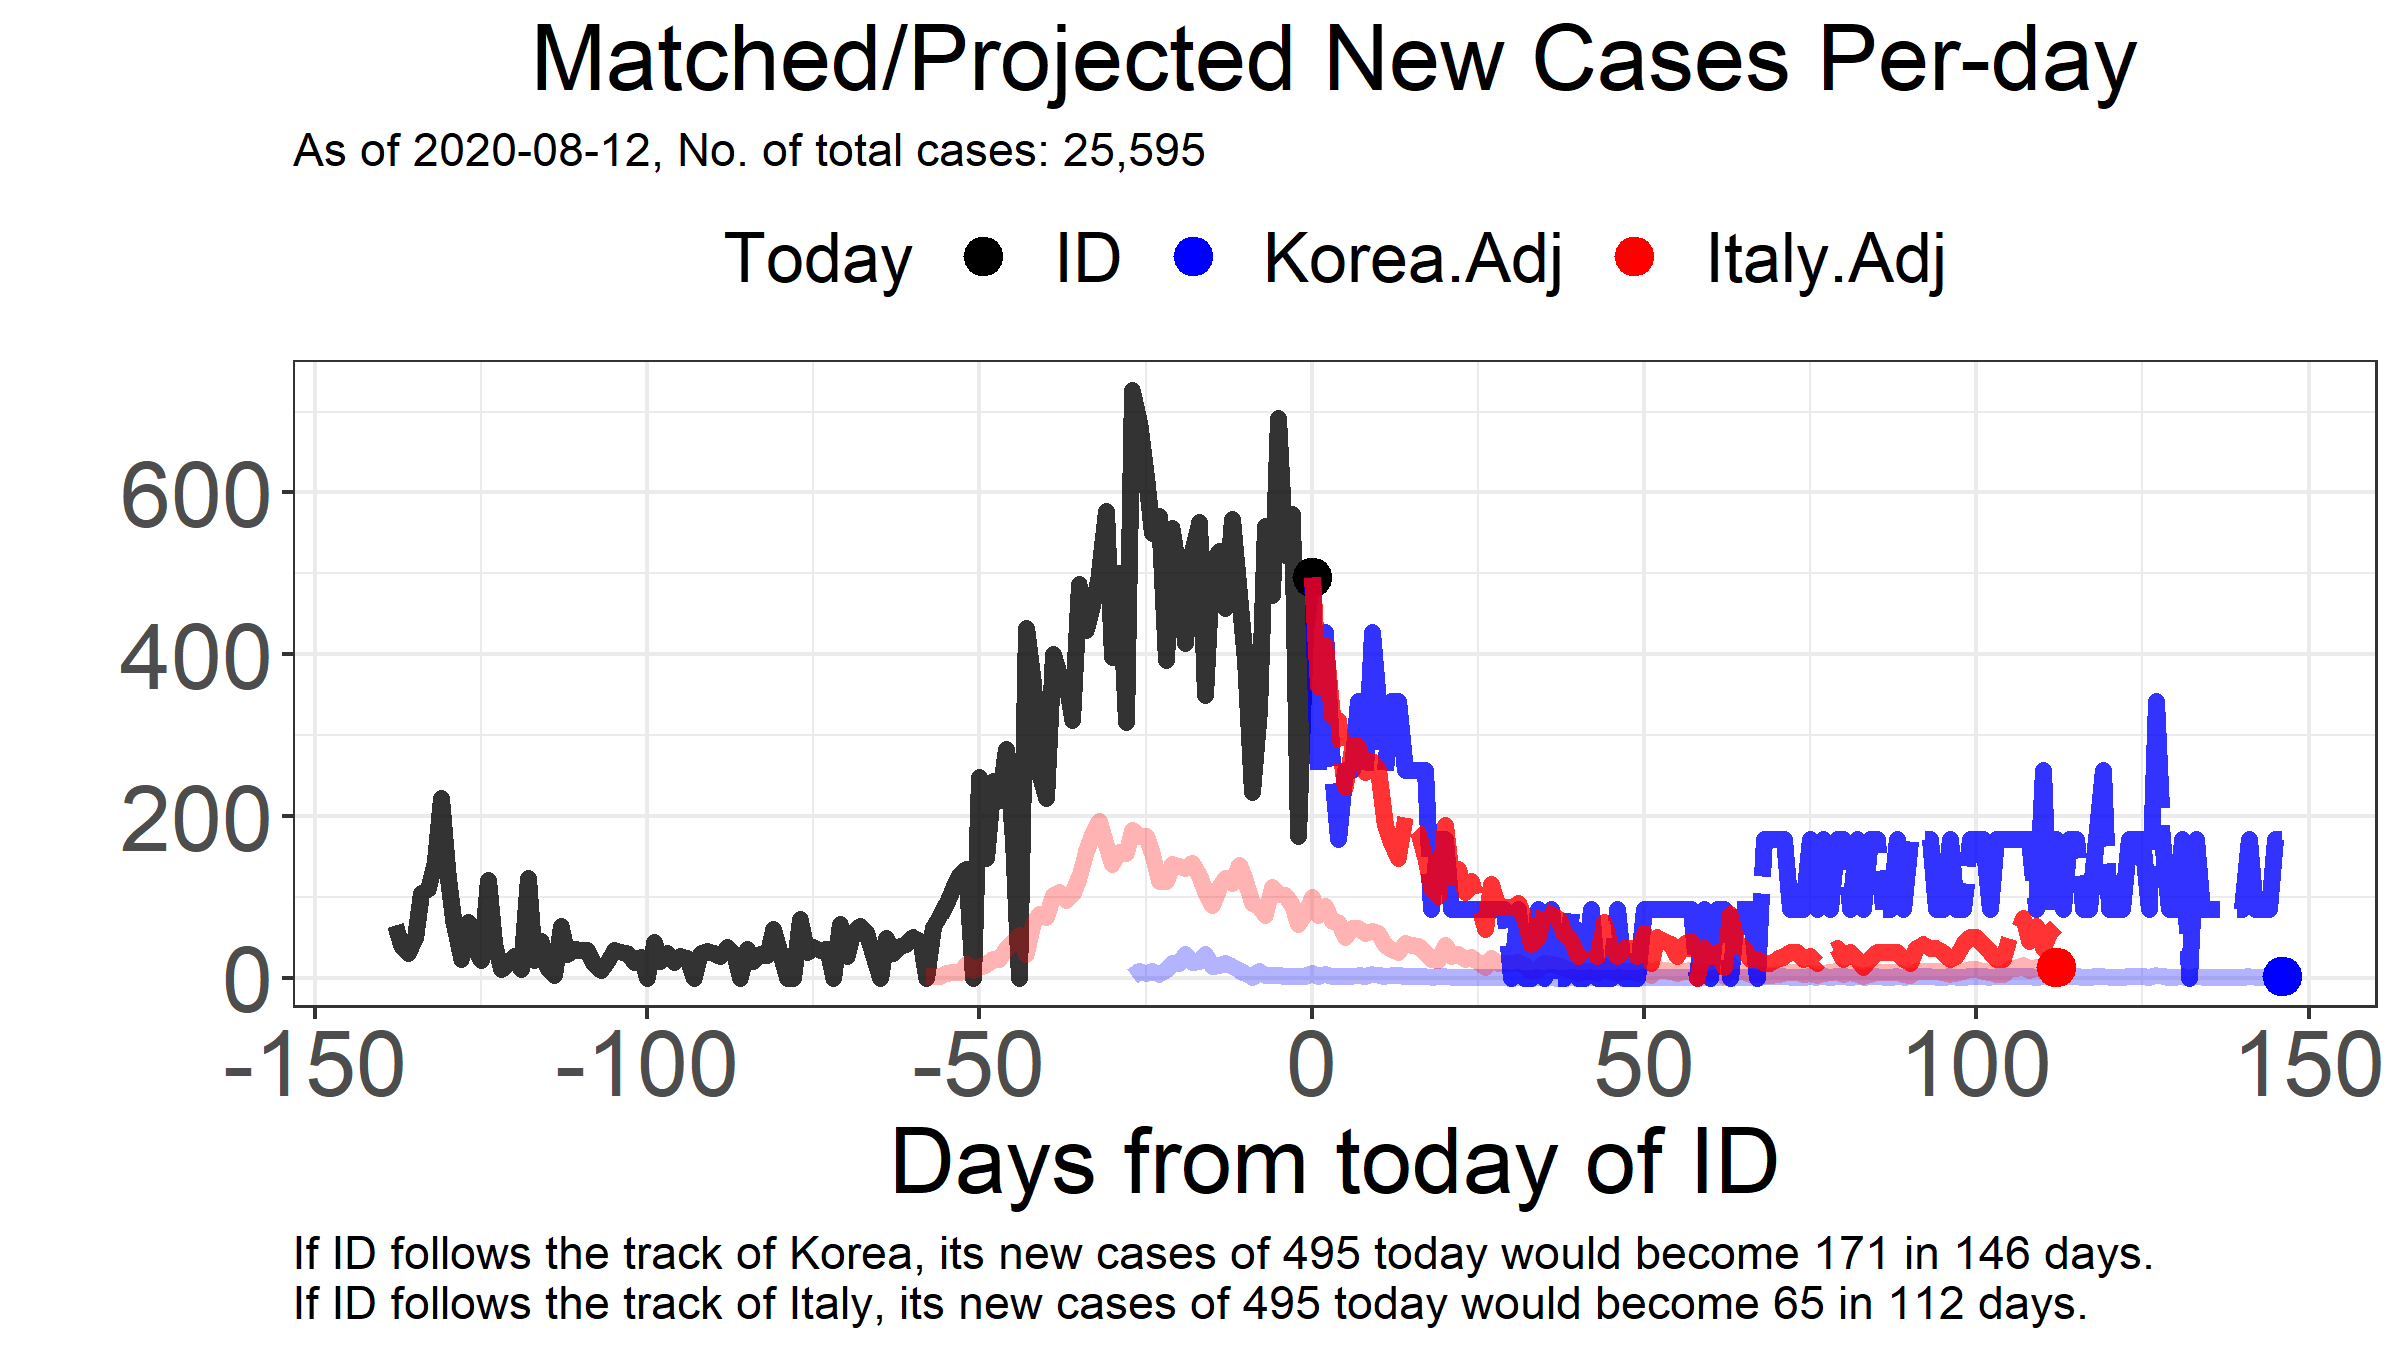 Matched/Projected New Cases Per-day
As of 2020-08-12, No. of total cases: 25,595
Today ID Korea.Adj Italy.Adj
600
400
200
0
-150 -100 -50 0 50 100 150
Days from today of ID
If ID follows the track of Korea, its new cases of 495 today would become 171 in 146 days.
If ID follows the track of Italy, its new cases of 495 today would become 65 in 112 days.